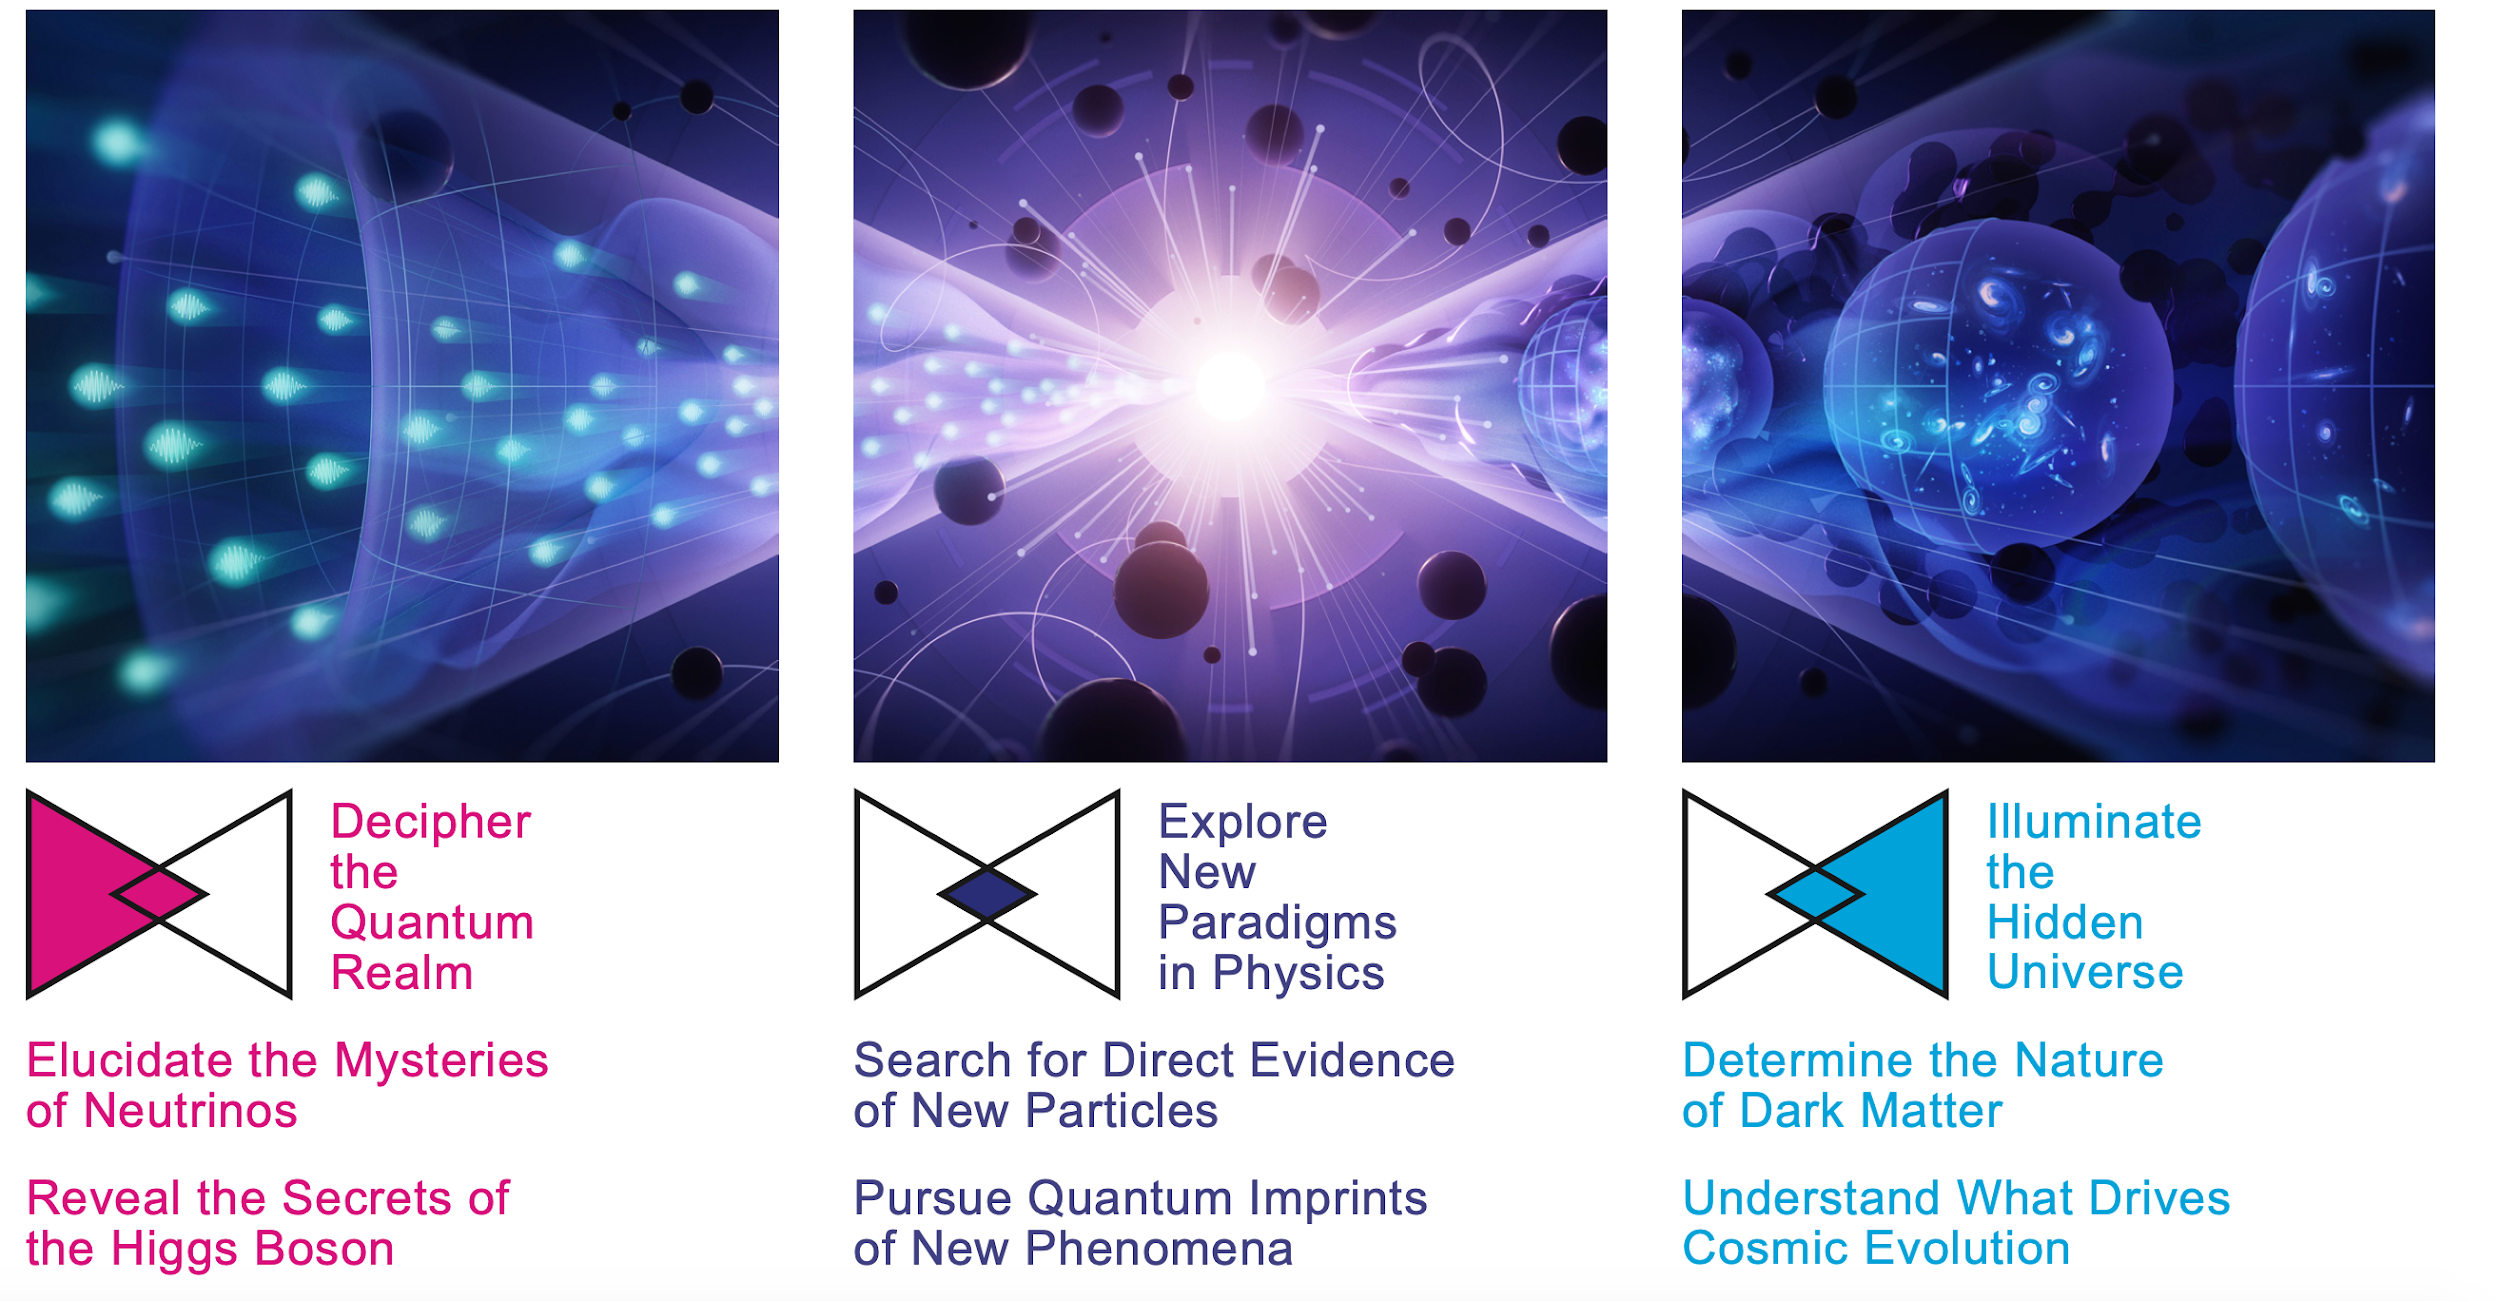 Decipher
the
Quantum
Realm
Elucidate the Mysteries
of Neutrinos
Reveal the Secrets of
the Higgs Boson
Explore
New
Paradigms
in Physics
Search for Direct Evidence
of New Particles
Pursue Quantum Imprints
of New Phenomena
Illuminate
the
Hidden
Universe
Determine the Nature
of Dark Matter
Understand What Drives
Cosmic Evolution